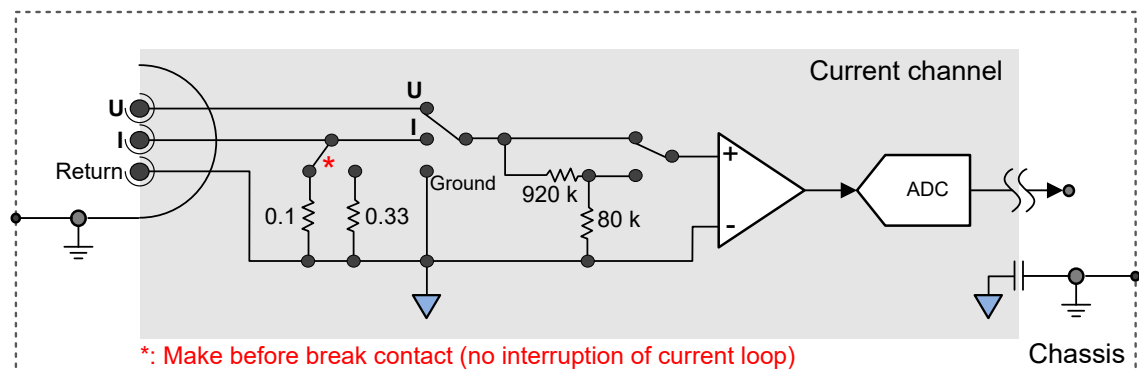 Current channel
U
U
I
I
Return
*
Ground
920 k
0.1
0.33
80 k
+
-
ADC
*: Make before break contact (no interruption of current loop)
Chassis